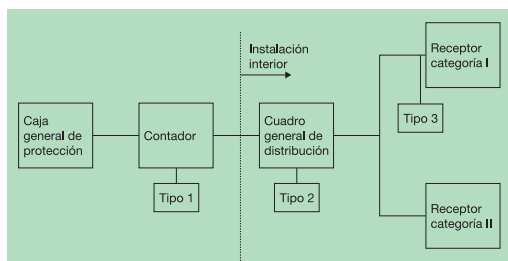 Instalación
interior
Receptor
categoría I
Caja
general de
protección
Contador
Cuadro
general de
distribución
Tipo 3
Tipo 1
Tipo 2
Receptor
categoría II